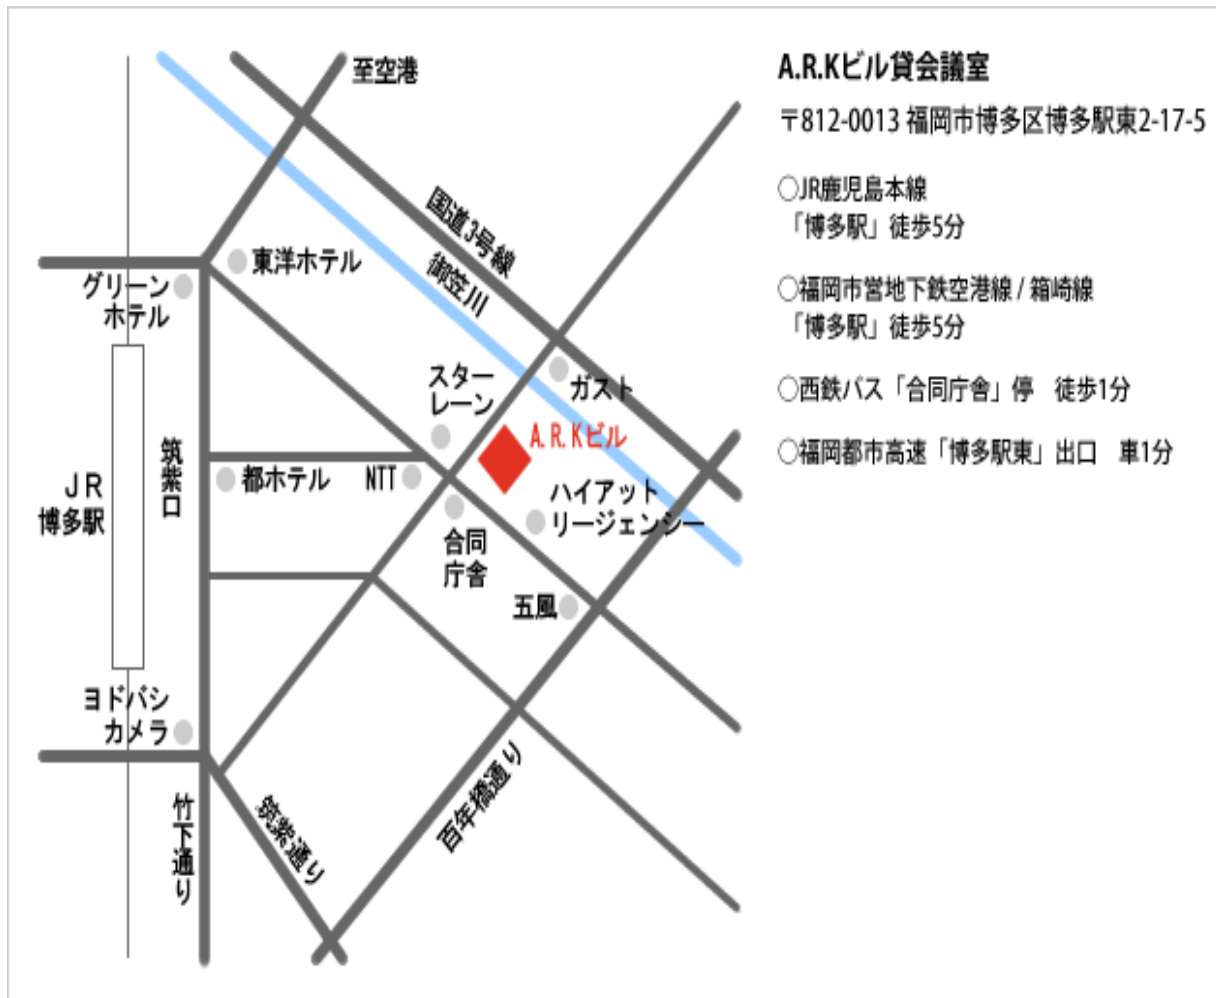 A.R.Kビル貸会議室
〒812-0013 福岡市博多区博多駅東2-17-5
○JR鹿児島本線
「博多駅」徒歩5分
○福岡市営地下鉄空港線 / 箱崎線
「博多駅」徒歩5分
○西鉄バス「合同庁舎」停　徒歩1分
○福岡都市高速「博多駅東」出口　車1分
至空港
国道3号線
御笠川
東洋ホテル
グリーン
ホテル
スター
レーン
ガスト
A.R.Kビル
筑紫口
都ホテル
NTT
JR
博多駅
ハイアット
リージェンシー
合同
庁舎
五風
ヨドバシ
カメラ
竹下通り
筑紫通り
百年橋通り